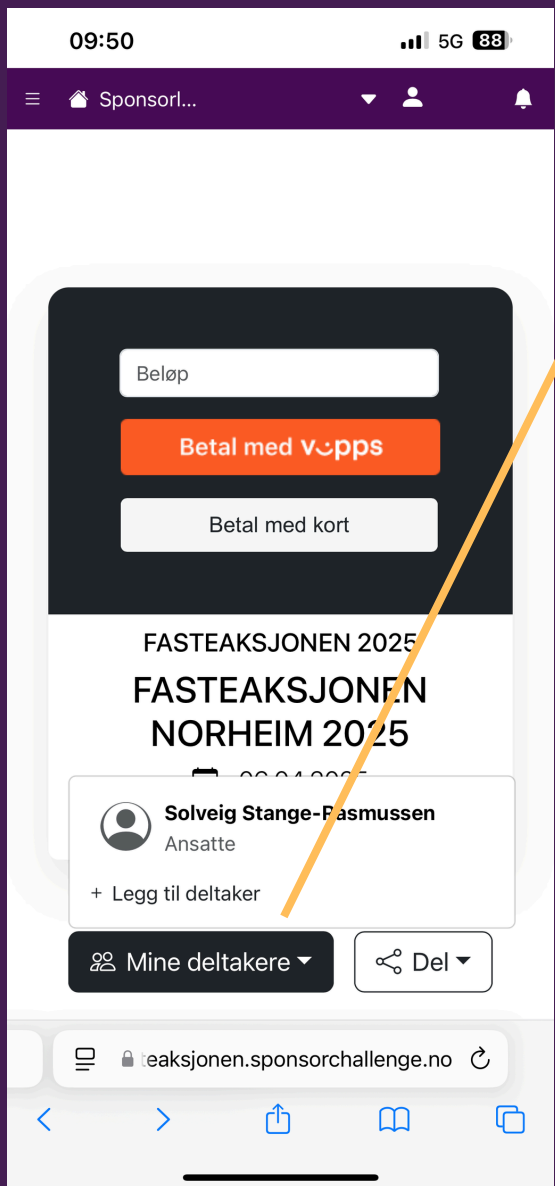 09:50 5G 88
Sponsorl...
Beløp
Betal med vipps
Betal med kort
FASTEAKSJONEN 2025
FASTEAKSJONEN
NORHEIM 2025
Solveig Stange-Rasmussen
Ansatte
+ Legg til deltaker
Mine deltakere Del
eaksjonen.sponsorchallenge.no